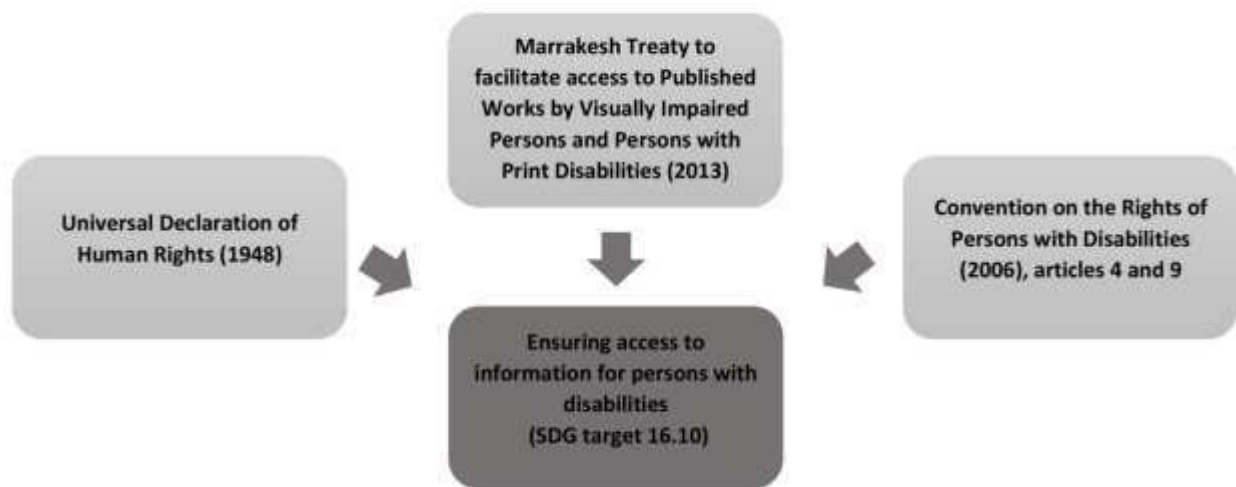 Marrakesh Treaty to
facilitate access to Published
Works by Visually Impaired
Persons and Persons with
Print Disabilities (2013)
Universal Declaration of
Human Rights (1948)
Convention on the Rights of
Persons with Disabilities
(2006), articles 4 and 9
Ensuring access to
information for persons with
disabilities
(SDG target 16.10)